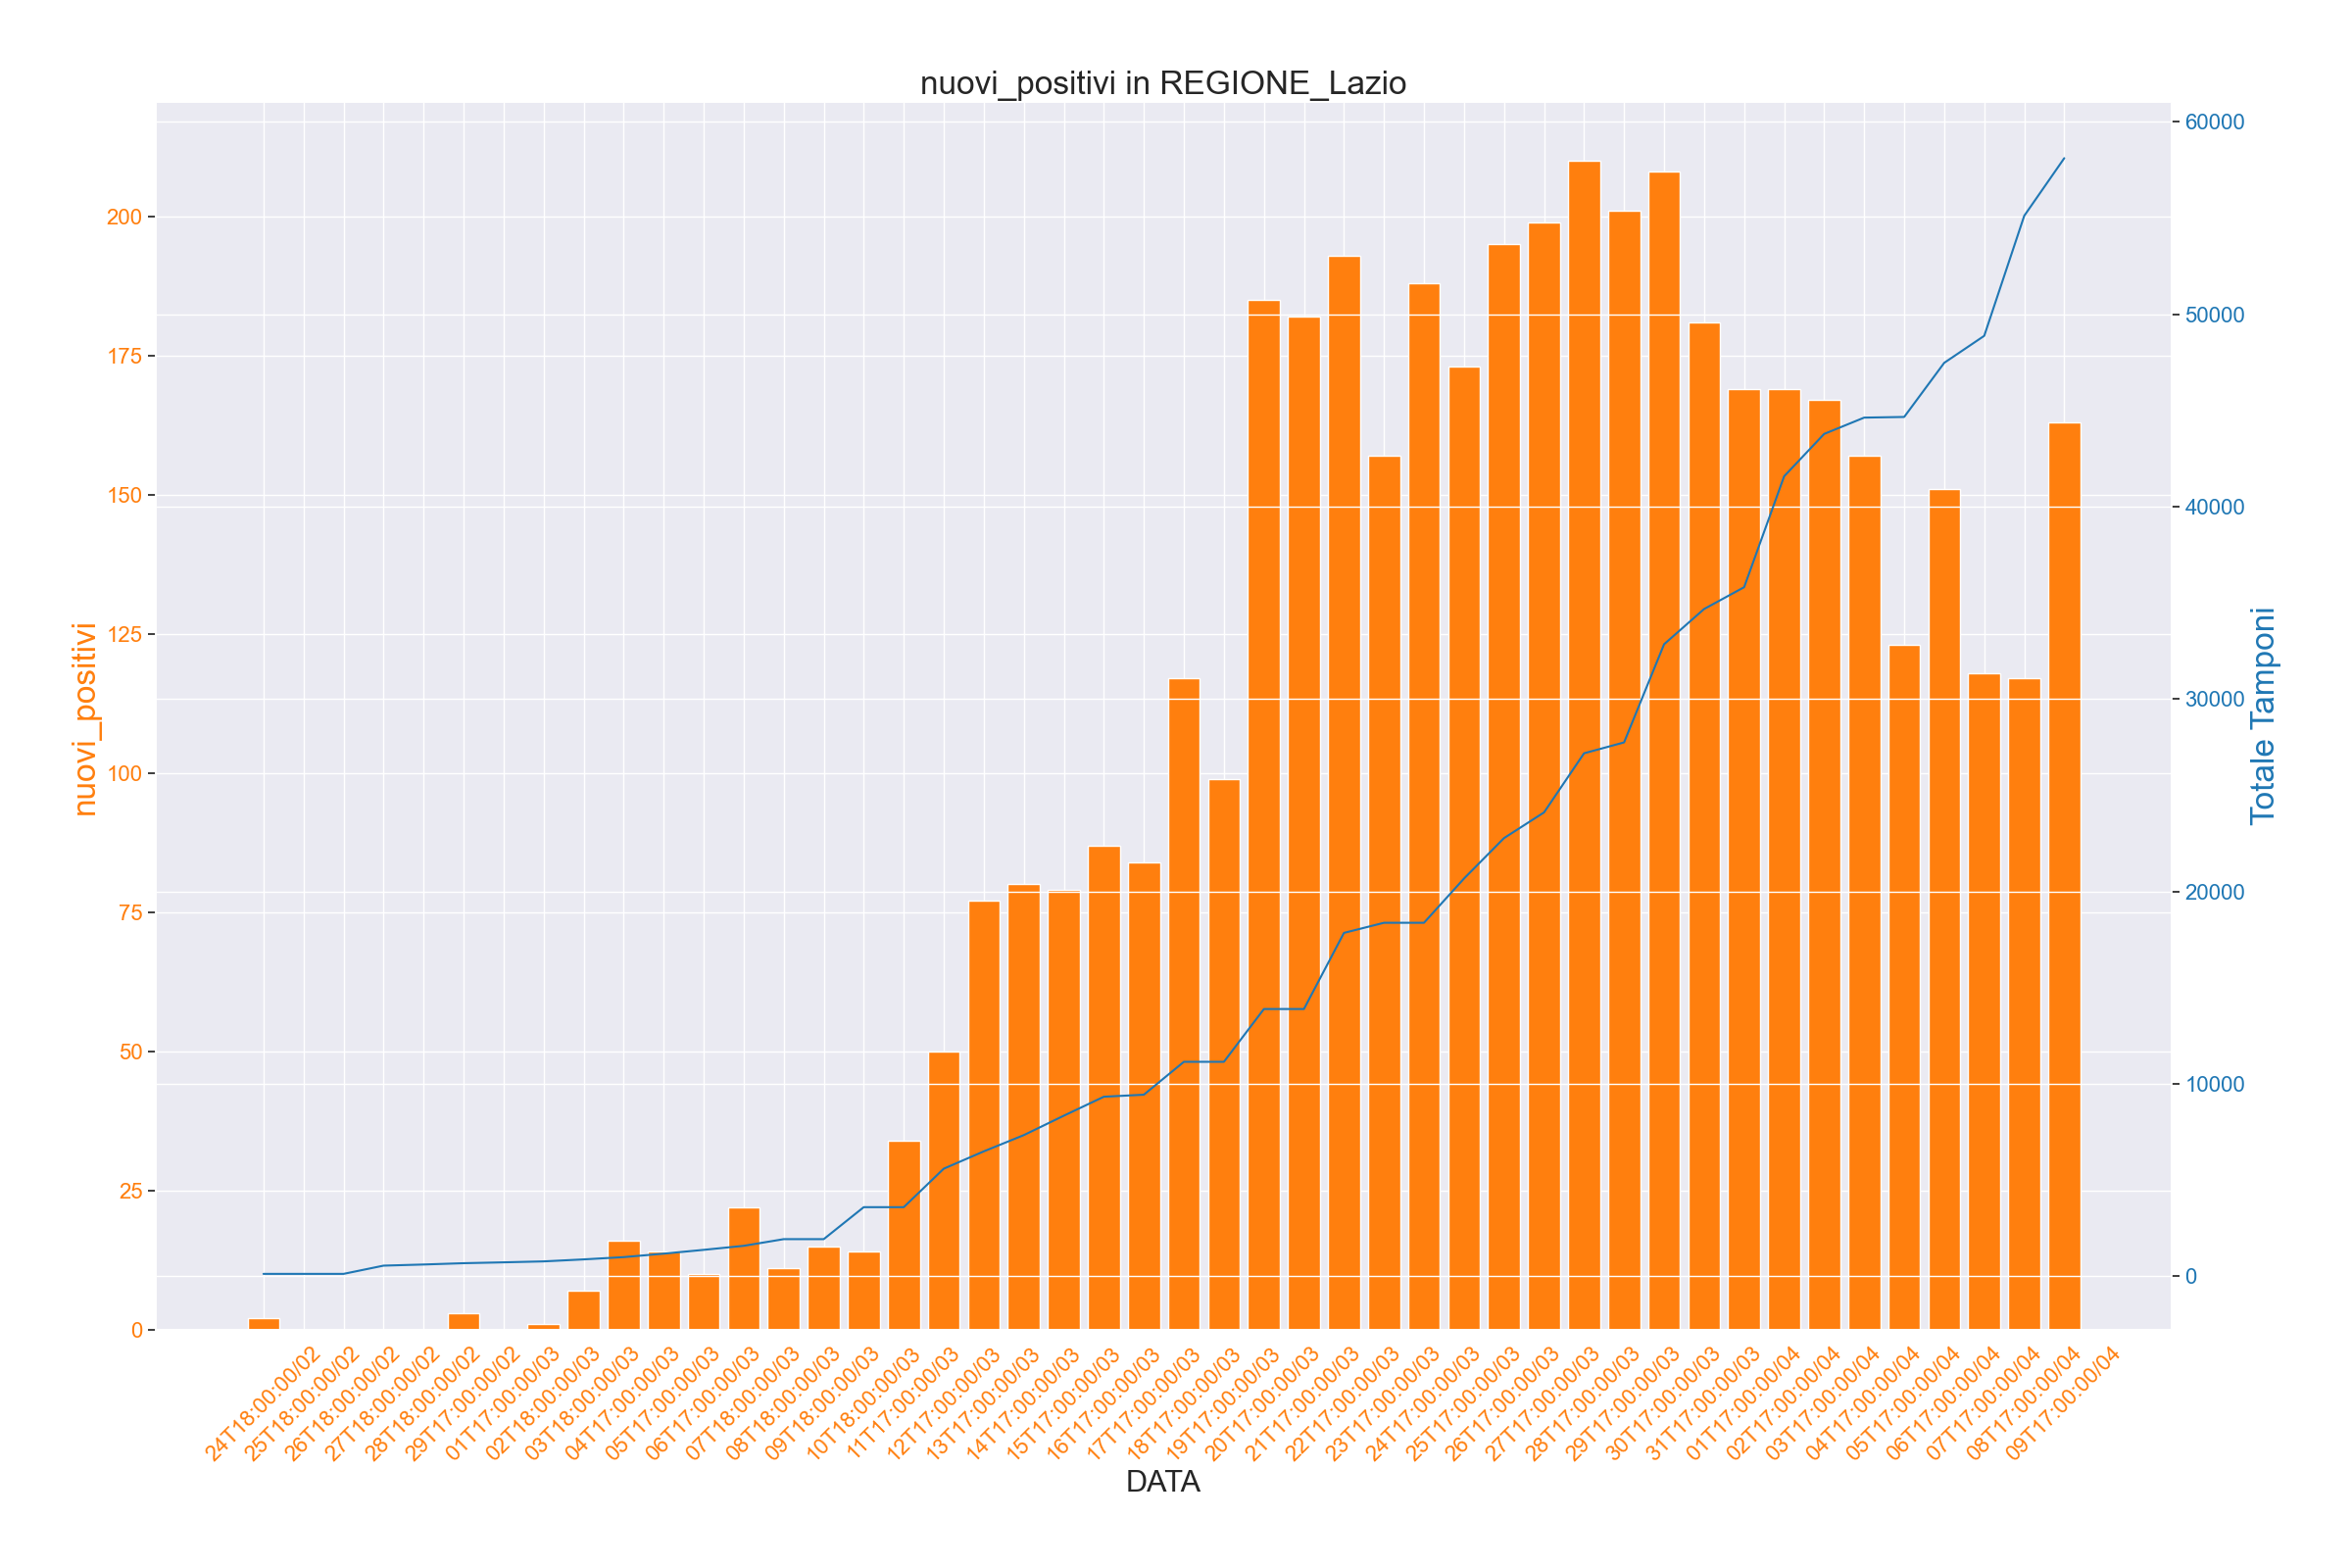 nuovi_positivi in REGIONE_Lazio
60000
200
50000
175
150
40000
nuovi_positivi
125
Totale Tamponi
30000
100
20000
75
50
10000
25
0
0
24T18:00:00/02
25T18:00:00/02
26T18:00:00/02
27T18:00:00/02
28T18:00:00/02
29T17:00:00/02
01T17:00:00/03
02T18:00:00/03
03T18:00:00/03
04T17:00:00/03
05T17:00:00/03
06T17:00:00/03
07T18:00:00/03
08T18:00:00/03
09T18:00:00/03
10T18:00:00/03
11T17:00:00/03
12T17:00:00/03
13T17:00:00/03
14T17:00:00/03
15T17:00:00/03
16T17:00:00/03
17T17:00:00/03
18T17:00:00/03
19T17:00:00/03
20T17:00:00/03
21T17:00:00/03
22T17:00:00/03
23T17:00:00/03
24T17:00:00/03
25T17:00:00/03
26T17:00:00/03
27T17:00:00/03
28T17:00:00/03
29T17:00:00/03
30T17:00:00/03
31T17:00:00/03
01T17:00:00/04
02T17:00:00/04
03T17:00:00/04
04T17:00:00/04
05T17:00:00/04
06T17:00:00/04
07T17:00:00/04
08T17:00:00/04
09T17:00:00/04
DATA